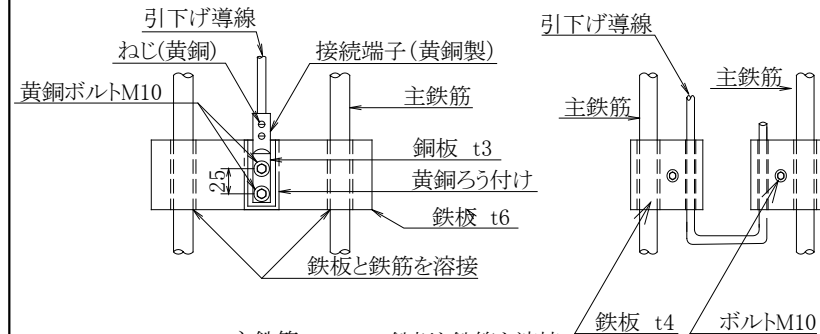 引下げ導線
引下げ導線
ねじ(黄銅)
接続端子(黄銅製)
主鉄筋
黄銅ボルトM10
主鉄筋
主鉄筋
銅板 t3
25
黄銅ろう付け
鉄板 t6
鉄板と鉄筋を溶接
鉄板 t4
ボルトM10
主鉄筋